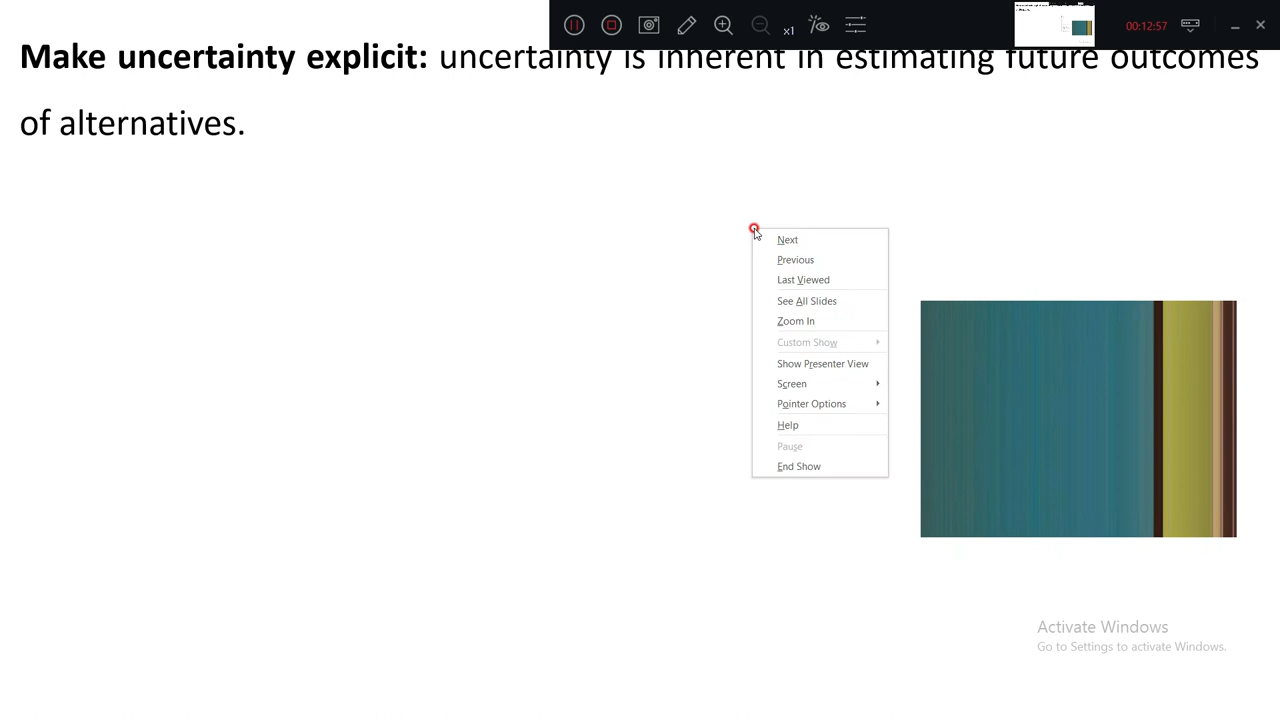 x1
00:12:57
Make uncertainty explicit: uncertainty is inherent in estimating future outcomes
of alternatives.
Next
Previous
Last Viewed
See All Slides
Zoom In
Custom Show
Show Presenter View
Screen
Pointer Options
Help
Pause
End Show
Activate Windows
Go to Settings to activate Windows.